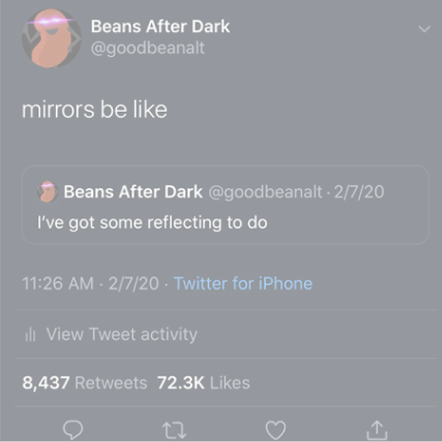 Beans After Dark
@goodbeanalt
mirrors be like
Beans After Dark @goodbeanalt · 2/7/20
I've got some reflecting to do
11:26 AM · 2/7/20 · Twitter for iPhone
View Tweet activity
8,437 Retweets 72.3K Likes